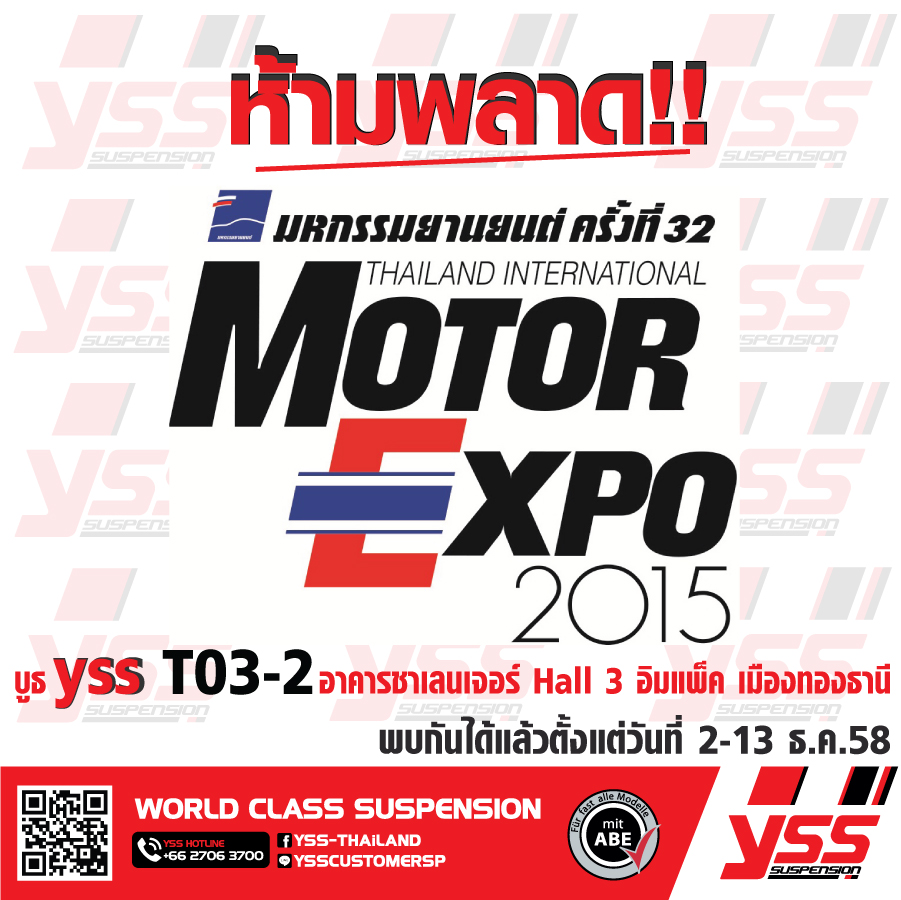 ห้ามพลาด!!
มหกรรมยานยนต์ ครั้งที่ 32
THAILAND INTERNATIONAL
MOTOR
EXPO
2015
บูธ yss T03-2 อาคารชาเลนเจอร์ Hall 3 อิมแพ็ค เมืองทองธานี
พบกันได้แล้วตั้งแต่วันที่ 2-13 ธ.ค.58
WORLD CLASS SUSPENSION
YSS HOTLINE
+66 2706 3700
YSS-THAiLAND
YSSCUSTOMERSP
Für fast alle Modelle
mit
ABE
yss
SUSPENSION